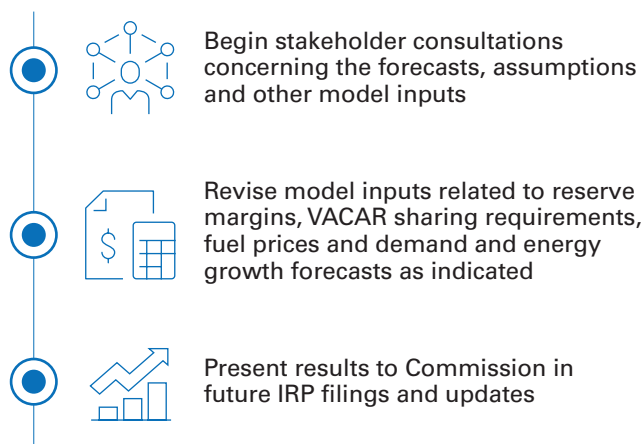 Begin stakeholder consultations
concerning the forecasts, assumptions
and other model inputs
$
Revise model inputs related to reserve
margins, VACAR sharing requirements,
fuel prices and demand and energy
growth forecasts as indicated
Present results to Commission in
future IRP filings and updates